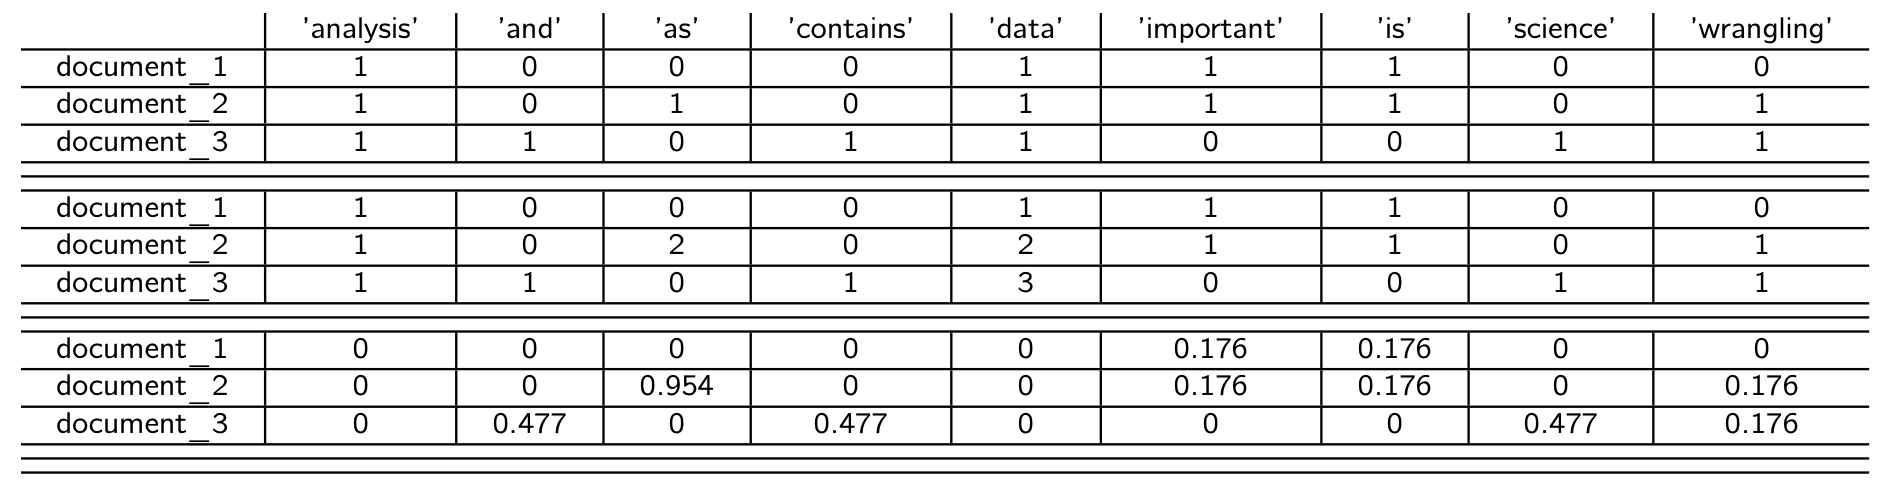 'analysis' 'and' 'as' 'contains' 'data' 'important' 'is' 'science' 'wrangling'
document_1 1 0 0 0 1 1 1 0 0
document_2 1 0 1 0 1 1 1 0 1
document_3 1 1 0 1 1 0 0 1 1
document_1 1 0 0 0 1 1 1 0 0
document_2 1 0 2 0 2 1 1 0 1
document_3 1 1 0 1 3 0 0 1 1
document_1 0 0 0 0 0 0.176 0.176 0 0
document_2 0 0 0.954 0 0 0.176 0.176 0 0.176
document_3 0 0.477 0 0.477 0 0 0 0.477 0.176